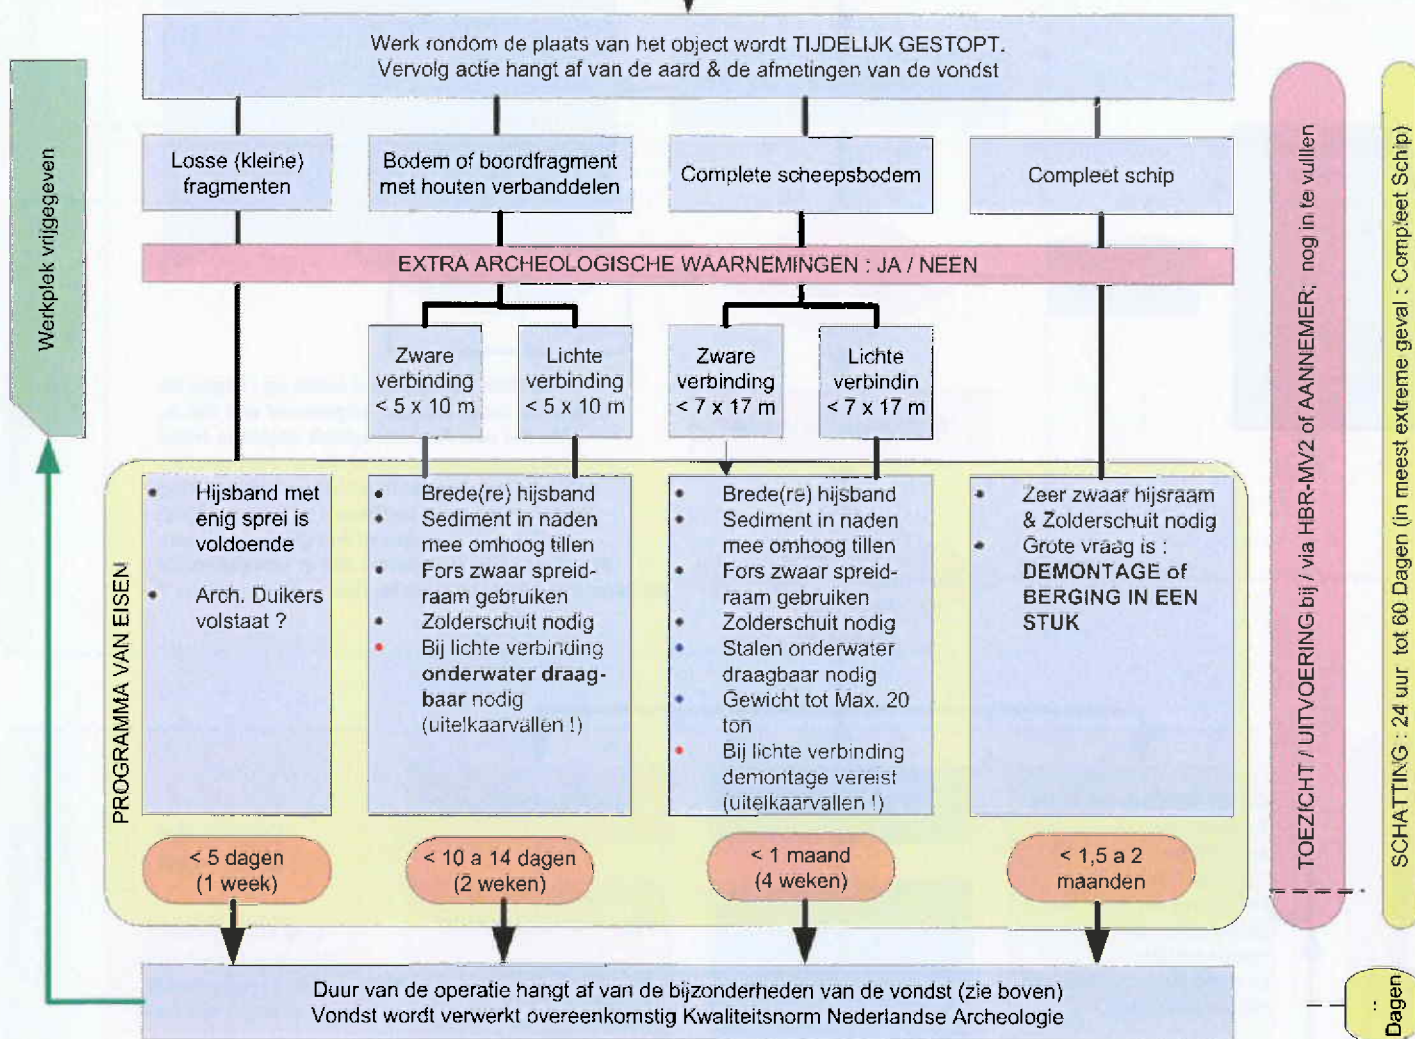 Werk rondom de plaats van het object wordt TIJDELIJK GESTOPT.
Vervolg actie hangt af van de aard & de afmetingen van de vondst
Werkplek vrijgegeven
Losse (kleine)
fragmenten
Bodem of boordfragment
met houten verbanddelen
Complete scheepsbodem
Compleet schip
EXTRA ARCHEOLOGISCHE WAARNEMINGEN : JA / NEEN
Zware
verbinding
< 5 x 10 m
Lichte
verbinding
< 5 x 10 m
Zware
verbinding
< 7 x 17 m
Lichte
verbindin
< 7 x 17 m
PROGRAMMA VAN EISEN
• Hijsband met
enig sprei is
voldoende
• Arch. Duikers
volstaat ?
• Brede(re) hijsband
• Sediment in naden
mee omhoog tillen
• Fors zwaar spreid-
raam gebruiken
• Zolderschuit nodig
• Bij lichte verbinding
onderwater draag-
baar nodig
(uitelkaarvallen !)
• Brede(re) hijsband
• Sediment in naden
mee omhoog tillen
• Fors zwaar spreid-
raam gebruiken
• Zolderschuit nodig
• Stalen onderwater
draagbaar nodig
• Gewicht tot Max. 20
ton
• Bij lichte verbinding
demontage vereist
(uitelkaarvallen !)
• Zeer zwaar hijsraam
& Zolderschuit nodig
• Grote vraag is :
DEMONTAGE of
BERGING IN EEN
STUK
< 5 dagen
(1 week)
< 10 a 14 dagen
(2 weken)
< 1 maand
(4 weken)
< 1,5 a 2
maanden
Duur van de operatie hangt af van de bijzonderheden van de vondst (zie boven)
Vondst wordt verwerkt overeenkomstig Kwaliteitsnorm Nederlandse Archeologie
TOEZICHT / UITVOERING bij / via HBR-MV2 of AANNEMER; nog in te vullen
SCHATTING : 24 uur tot 60 Dagen (in meest extreme geval : Compleet Schip)
Dagen